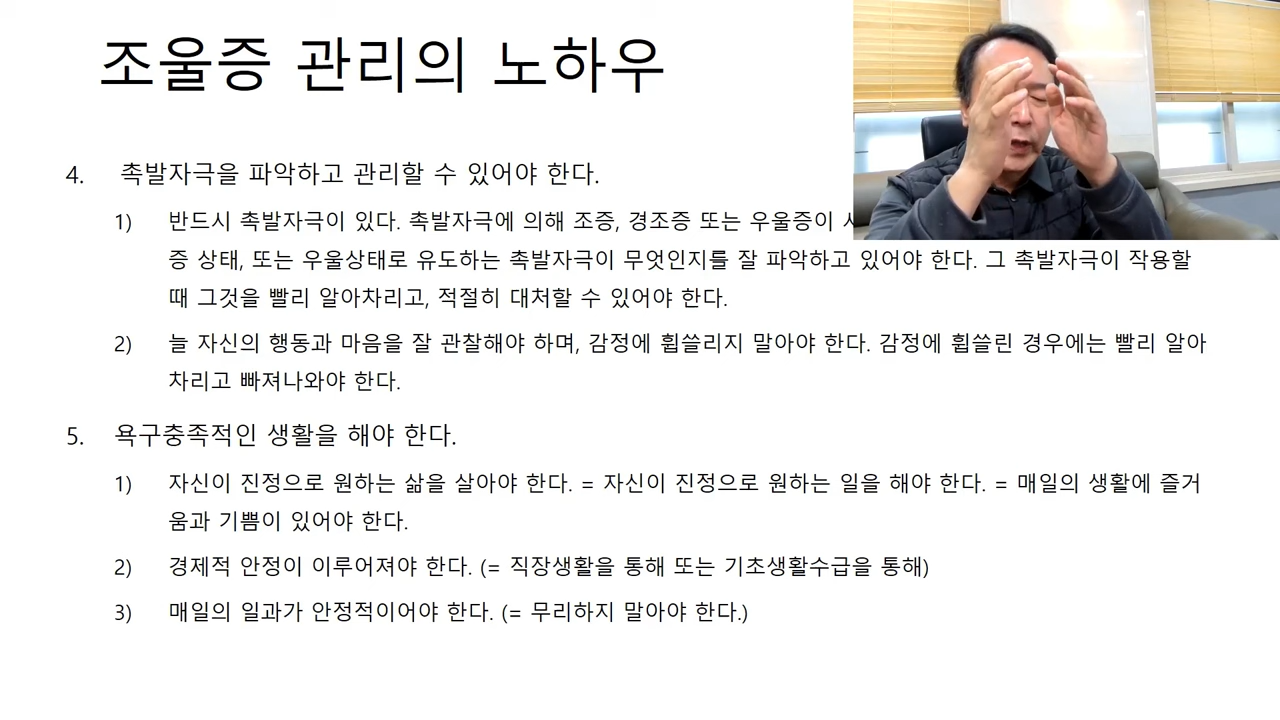 조울증 관리의 노하우
4. 촉발자극을 파악하고 관리할 수 있어야 한다.
1) 반드시 촉발자극이 있다. 촉발자극에 의해 조증, 경조증 또는 우울증이
증 상태, 또는 우울상태로 유도하는 촉발자극이 무엇인지를 잘 파악하고 있어야 한다. 그 촉발자극이 작용할
때 그것을 빨리 알아차리고, 적절히 대처할 수 있어야 한다.
2) 늘 자신의 행동과 마음을 잘 관찰해야 하며, 감정에 휩쓸리지 말아야 한다. 감정에 휩쓸린 경우에는 빨리 알아
차리고 빠져나와야 한다.
5. 욕구충족적인 생활을 해야 한다.
1) 자신이 진정으로 원하는 삶을 살아야 한다. = 자신이 진정으로 원하는 일을 해야 한다. = 매일의 생활에 즐거
움과 기쁨이 있어야 한다.
2) 경제적 안정이 이루어져야 한다. (= 직장생활을 통해 또는 기초생활수급을 통해)
3) 매일의 일과가 안정적이어야 한다. (= 무리하지 말아야 한다.)